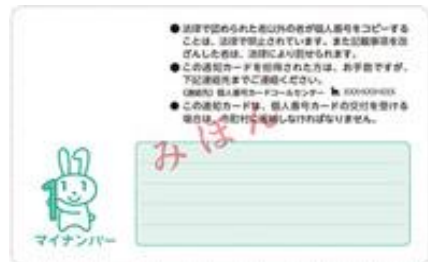 ● 法律で認められた者以外の者が個人番号をコピーする
ことは、法律で禁止されています。また記載事項を改
ざんした者は、法律により罰せられます。
● この通知カードを拾得された方は、お手数ですが、
下記連絡先までご連絡ください。
《連絡先》個人番号カードコールセンター XXXX-XXX-XXX
● この通知カードは、個人番号カードの交付を受ける
場合は、市町村に返納しなければなりません。
みほん
マイナンバー